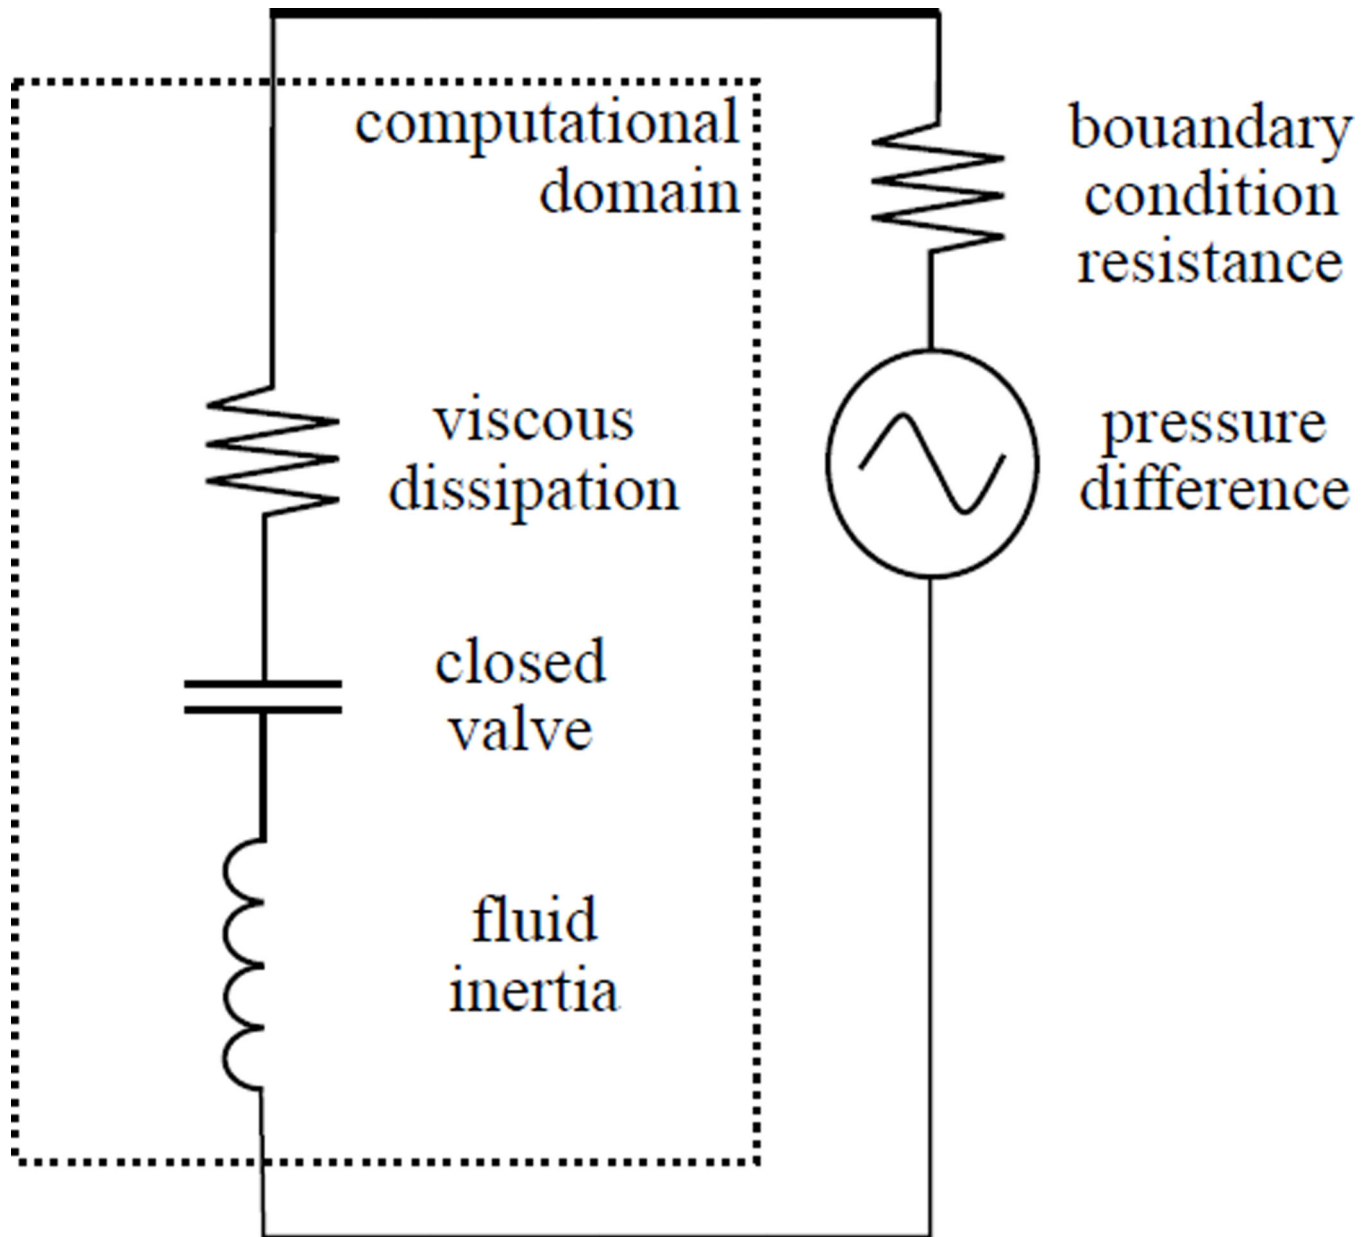 computational
domain
bouandary
condition
resistance
viscous
dissipation
pressure
difference
closed
valve
fluid
inertia